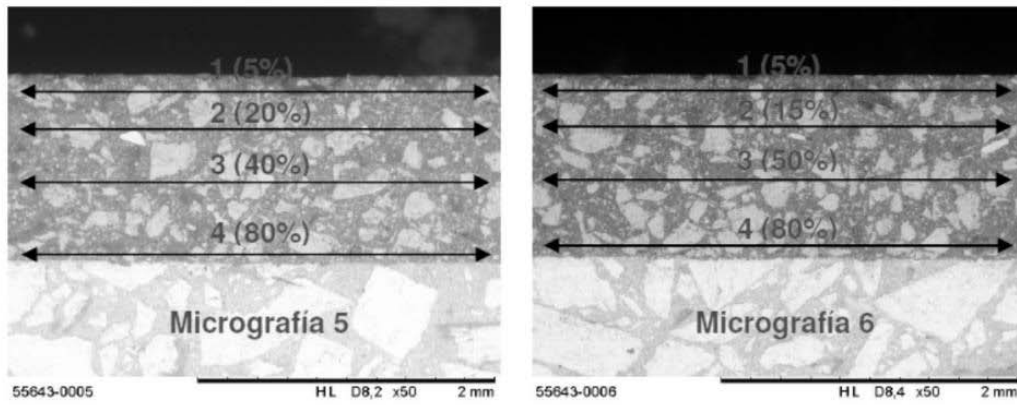 1 (5%)
2 (20%)
3 (40%)
4 (80%)
Micrografía 5
55643-0005 HL D8,2 x50 2 mm
1 (5%)
2 (15%)
3 (50%)
4 (80%)
Micrografía 6
55643-0006 HL D8,4 x50 2 mm